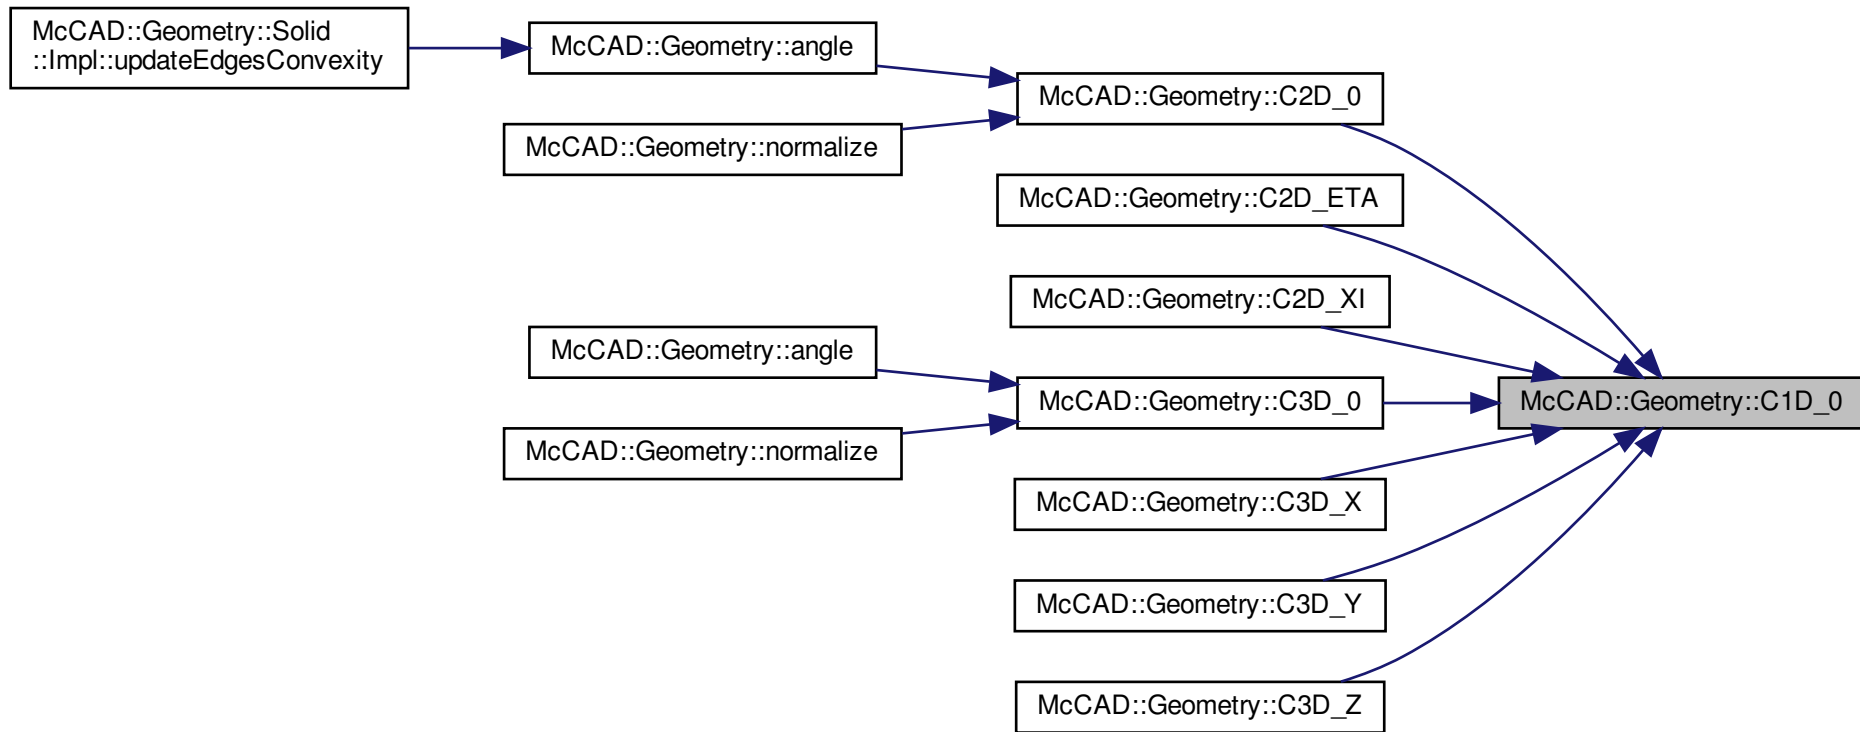 McCAD::Geometry::Solid
::Impl::updateEdgesConvexity
McCAD::Geometry::angle
McCAD::Geometry::normalize
McCAD::Geometry::C2D_0
McCAD::Geometry::C2D_ETA
McCAD::Geometry::C2D_XI
McCAD::Geometry::angle
McCAD::Geometry::normalize
McCAD::Geometry::C3D_0
McCAD::Geometry::C1D_0
McCAD::Geometry::C3D_X
McCAD::Geometry::C3D_Y
McCAD::Geometry::C3D_Z